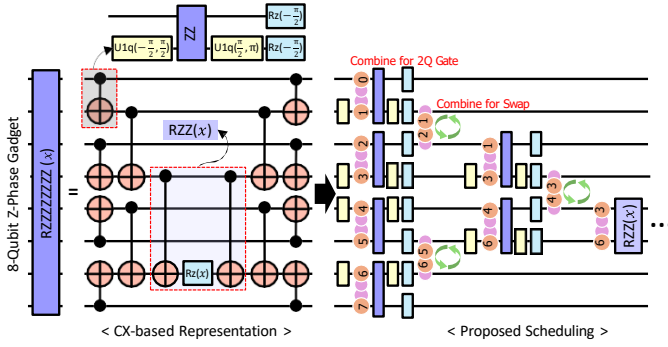 Rz(−π/2)
ZZ
U1q(−π/2, π/2)
U1q(−π/2, π)
Rz(−π/2)
8-Qubit Z-Phase Gadget
RZZZZZZZZ (x)
=
RZZ(x)
Rz(x)
< CX-based Representation >
Combine for 2Q Gate
Combine for Swap
0
1
1
2
2
3
1
3
3
4
4
4
3
5
5
6
6
6
6
7
RZZ(x)
...
< Proposed Scheduling >